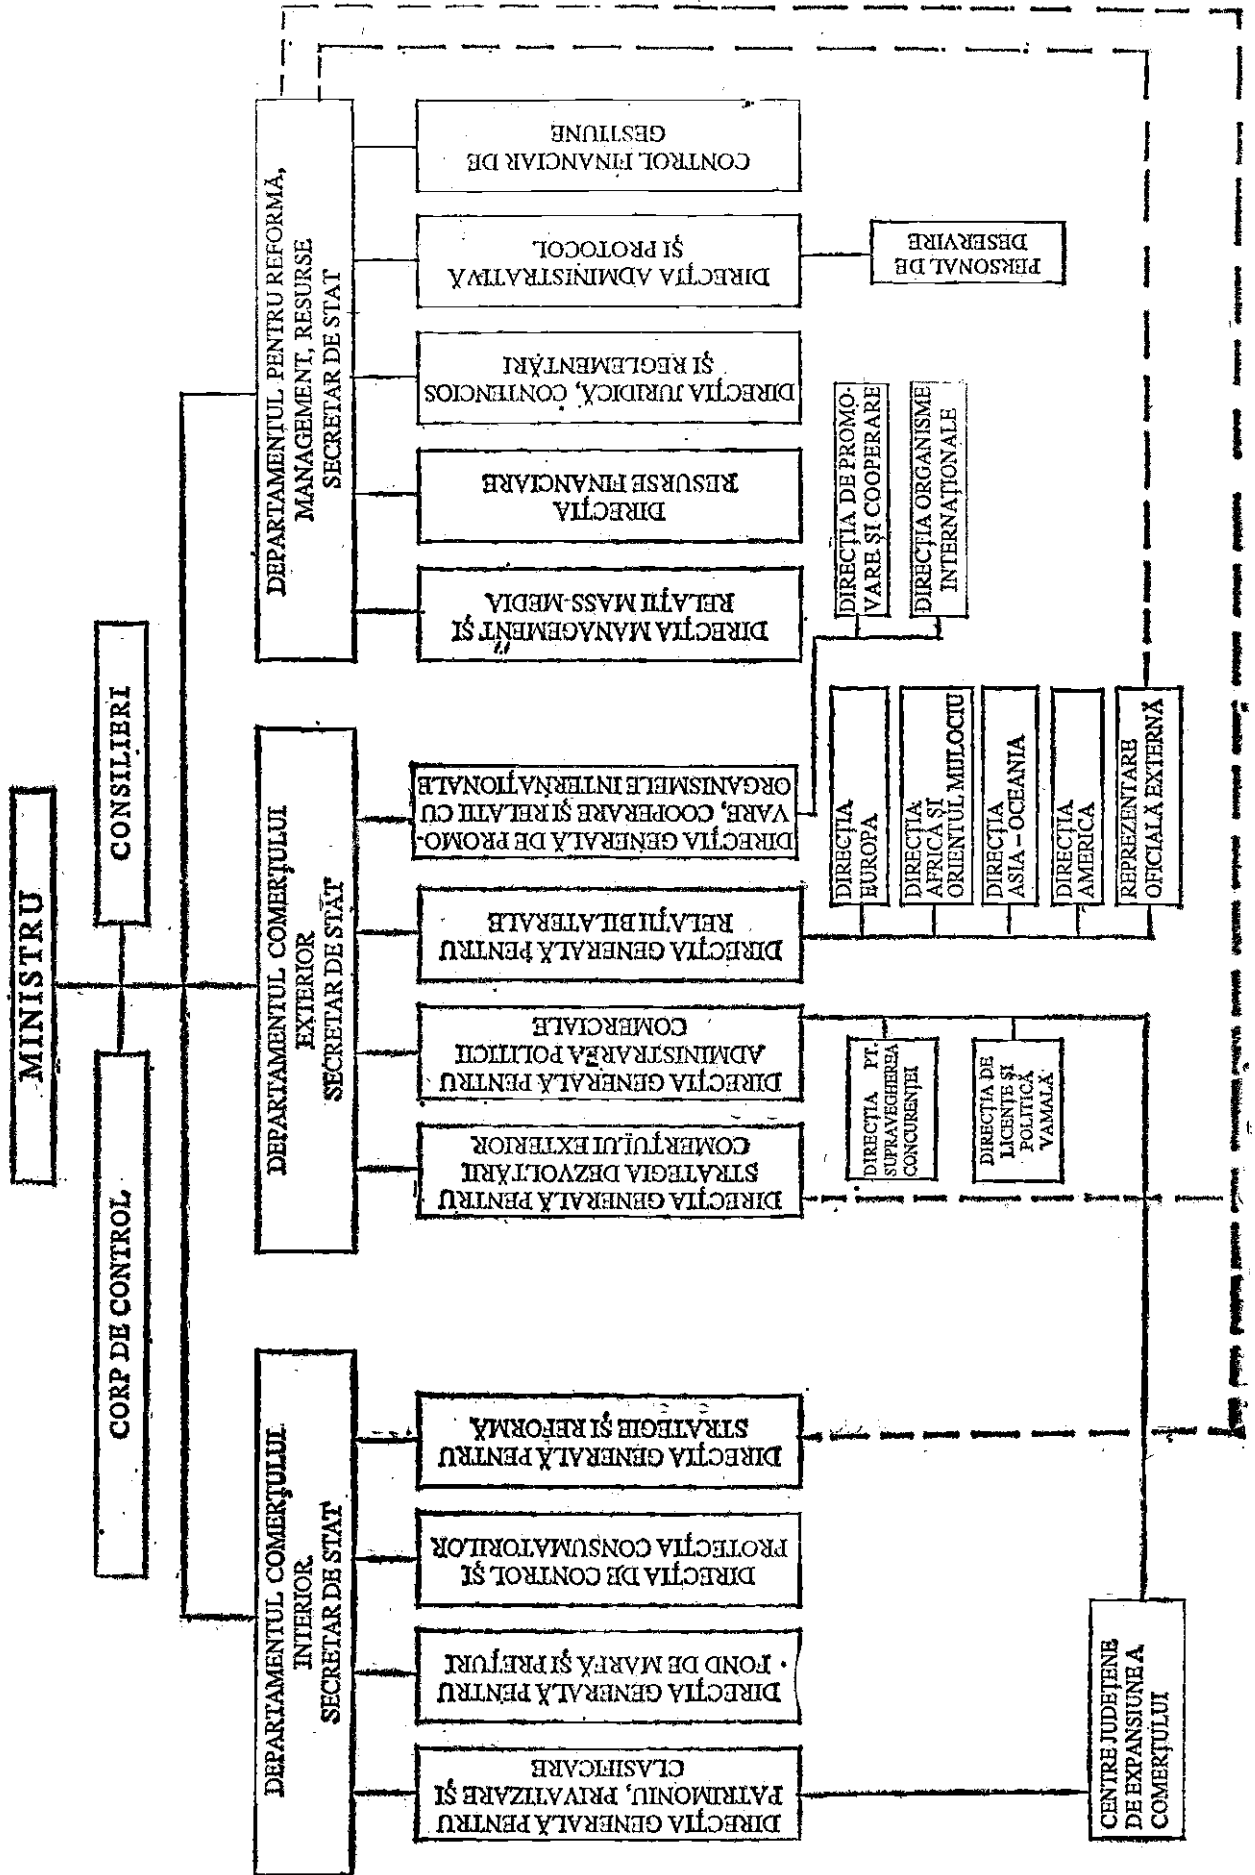 MINISTRU
CORP DE CONTROL
CONSILIERI
DEPARTAMENTUL COMERȚULUI
INTERIOR
SECRETAR DE STAT
DEPARTAMENTUL COMERȚULUI
EXTERIOR
SECRETAR DE STAT
DEPARTAMENTUL PENTRU REFORMĂ,
MANAGEMENT, RESURSE
SECRETAR DE STAT
DIRECȚIA GENERALĂ PENTRU
PATRIMONIU, PRIVATIZARE ȘI
CLASIFICARE
DIRECȚIA GENERALĂ PENTRU
FOND DE MARFĂ ȘI PREȚURI
DIRECȚIA DE CONTROL ȘI
PROTECȚIA CONSUMATORILOR
DIRECȚIA GENERALĂ PENTRU
STRATEGIE ȘI REFORMĂ
DIRECȚIA GENERALĂ PENTRU
STRATEGIA DEZVOLTĂRII
COMERȚULUI EXTERIOR
DIRECȚIA GENERALĂ PENTRU
ADMINISTRAREA POLITICII
COMERCIALE
DIRECȚIA GENERALĂ PENTRU
RELAȚII BILATERALE
DIRECȚIA GENERALĂ DE PROMO-
VARE, COOPERARE ȘI RELATII CU
ORGANISMELE INTERNAȚIONALE
DIRECȚIA MANAGEMENT ȘI
RELAȚII MASS-MEDIA
DIRECȚIA
RESURSE FINANCIARE
DIRECȚIA JURIDICĂ, CONTENCIOS
ȘI REGLEMENTĂRI
DIRECȚIA ADMINISTRATIVĂ
ȘI PROTOCOL
CONTROL FINANCIAR DE
GESTIUNE
CENTRE JUDEȚENE
DE EXPANSIUNE A
COMERȚULUI
DIRECȚIA PT.
SUPRAVEGHEREA
CONCURENȚEI
DIRECȚIA DE
LICENȚE ȘI
POLITICĂ
VAMALĂ
DIRECȚIA
EUROPA
DIRECȚIA
AFRICA ȘI
ORIENTUL MIJLOCIU
DIRECȚIA
ASIA – OCEANIA
DIRECȚIA
AMERICA
REPREZENTARE
OFICIALĂ EXTERNĂ
DIRECȚIA DE PROMO-
VARE ȘI COOPERARE
DIRECȚIA ORGANISME
INTERNAȚIONALE
PERSONAL DE
DESERVIRE